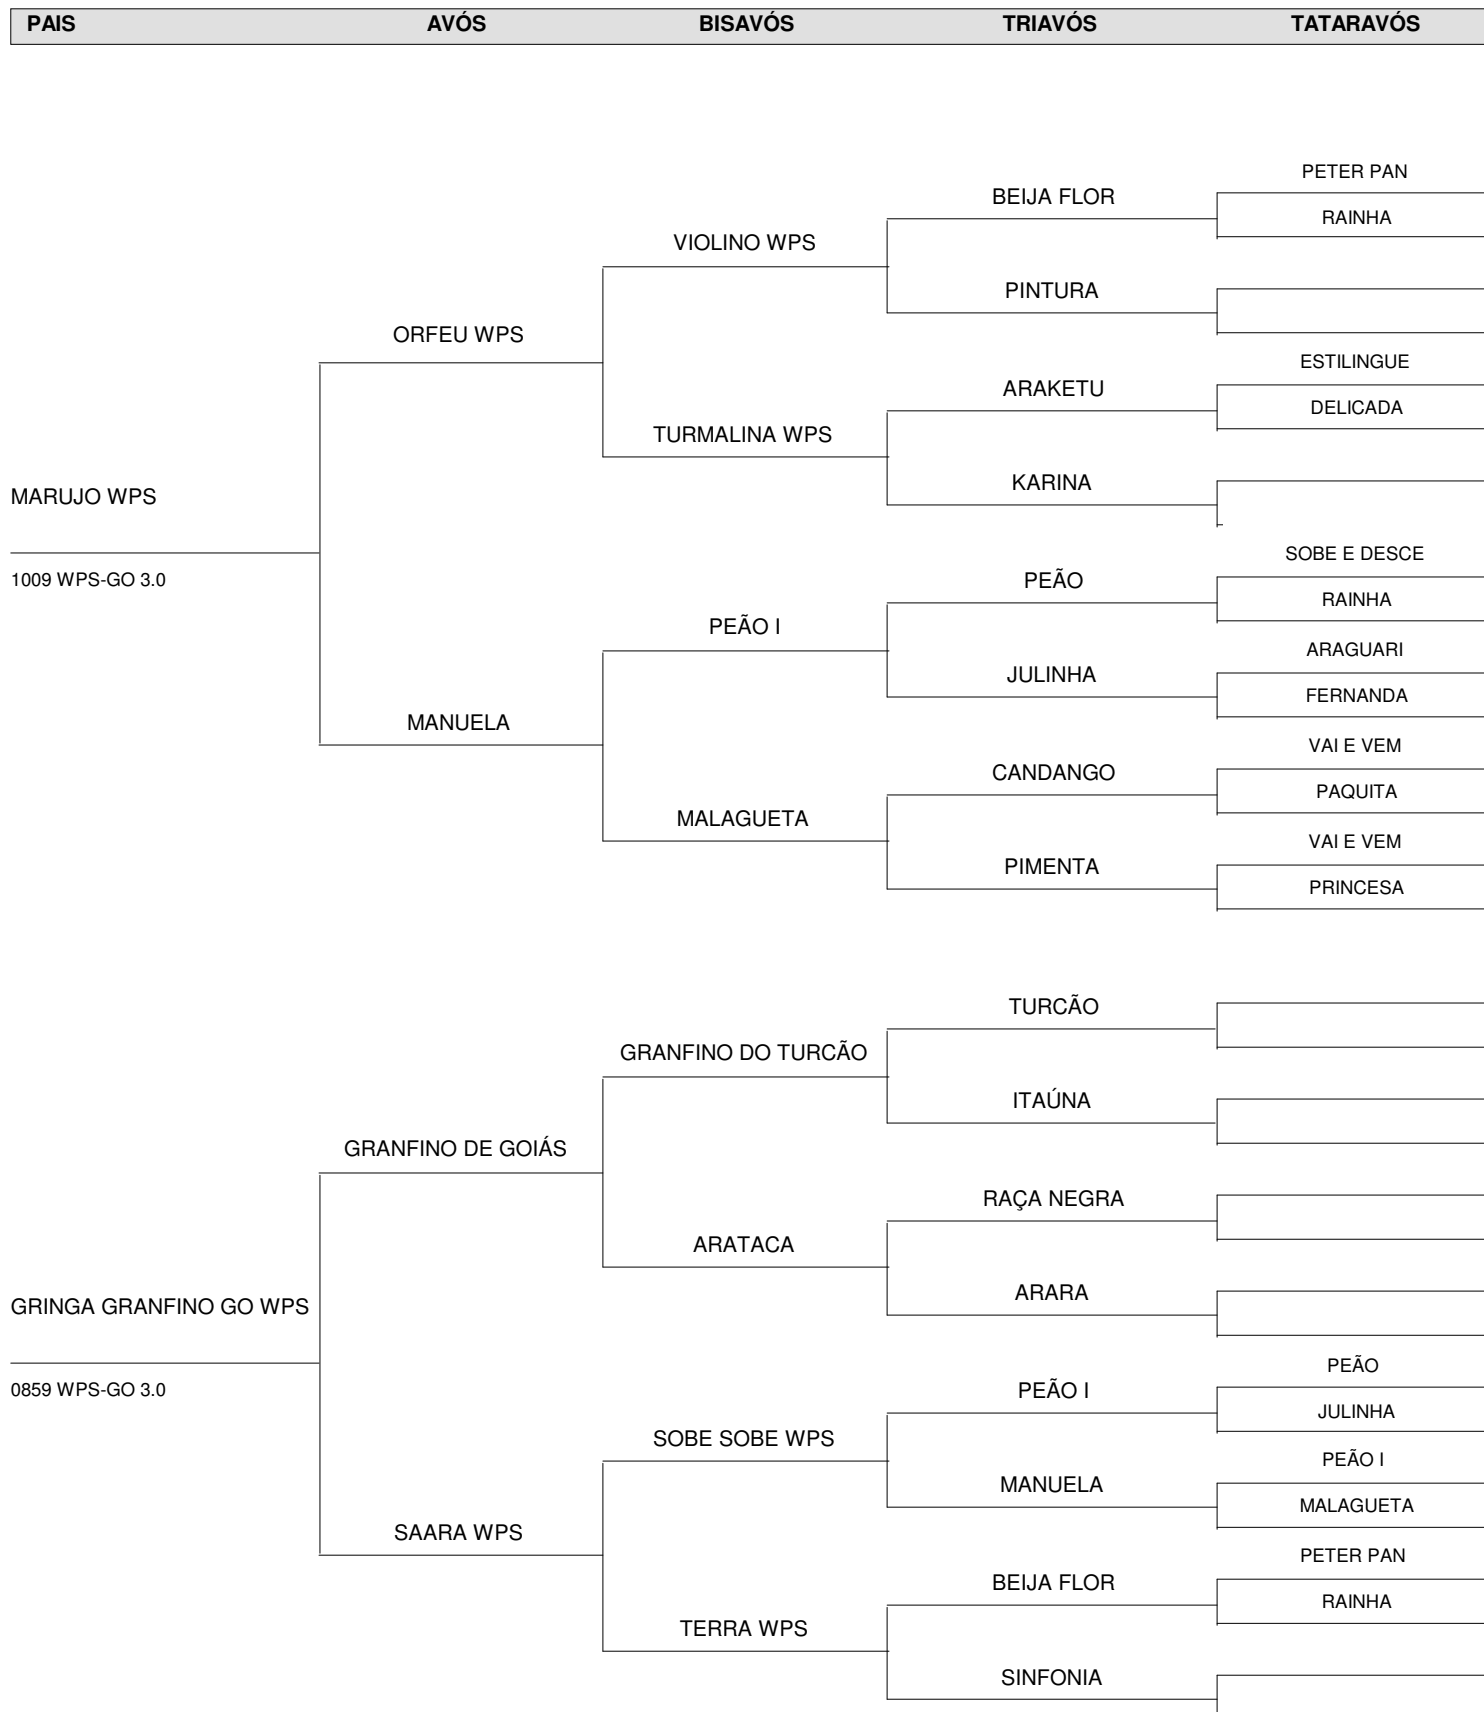 PAIS AVÓS BISAVÓS TRIAVÓS TATARAVÓS
PETER PAN
BEIJA FLOR
RAINHA
VIOLINO WPS
PINTURA
ORFEU WPS
ESTILINGUE
ARAKETU
DELICADA
TURMALINA WPS
KARINA
MARUJO WPS
SOBE E DESCE
1009 WPS-GO 3.0
PEÃO
RAINHA
PEÃO I
ARAGUARI
JULINHA
FERNANDA
MANUELA
VAI E VEM
CANDANGO
PAQUITA
MALAGUETA
VAI E VEM
PIMENTA
PRINCESA
TURCÃO
GRANFINO DO TURCÃO
ITAÚNA
GRANFINO DE GOIÁS
RAÇA NEGRA
ARATACA
ARARA
GRINGA GRANFINO GO WPS
PEÃO
0859 WPS-GO 3.0
PEÃO I
JULINHA
SOBE SOBE WPS
PEÃO I
MANUELA
MALAGUETA
SAARA WPS
PETER PAN
BEIJA FLOR
RAINHA
TERRA WPS
SINFONIA